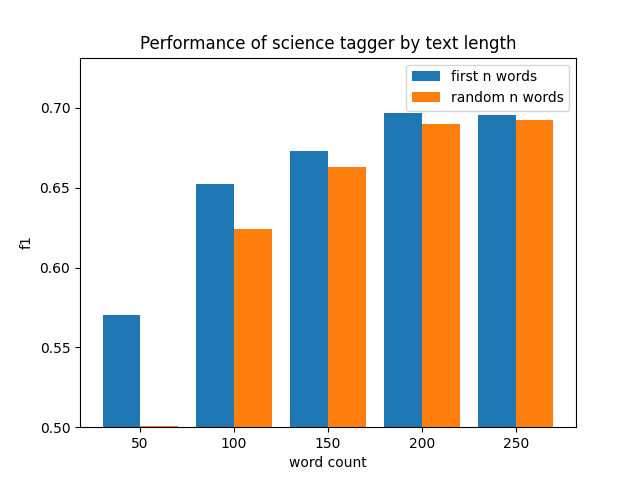 Performance of science tagger by text length
first n words
random n words
0.70
0.65
0.60
0.55
0.50
f1
50 100 150 200 250
word count